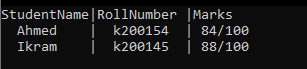 StudentName|RollNumber |Marks
  Ahmed    |  k200154  | 84/100
  Ikram    |  k200145  | 88/100